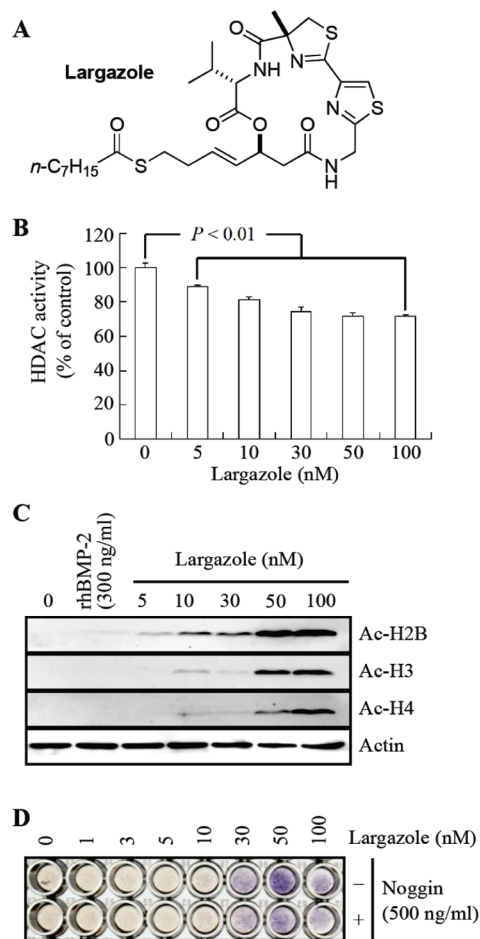 A
Largazole
O
Me
S
N
NH
N
S
O
O
O
O
n-C7H15
S
N
H
B
P < 0.01
HDAC activity
(% of control)
120
100
80
60
40
20
0
0 5 10 30 50 100
Largazole (nM)
C
rhBMP-2
(300 ng/ml)
Largazole (nM)
0 5 10 30 50 100
Ac-H2B
Ac-H3
Ac-H4
Actin
D
0 1 3 5 10 30 50 100 Largazole (nM)
−
+
Noggin
(500 ng/ml)